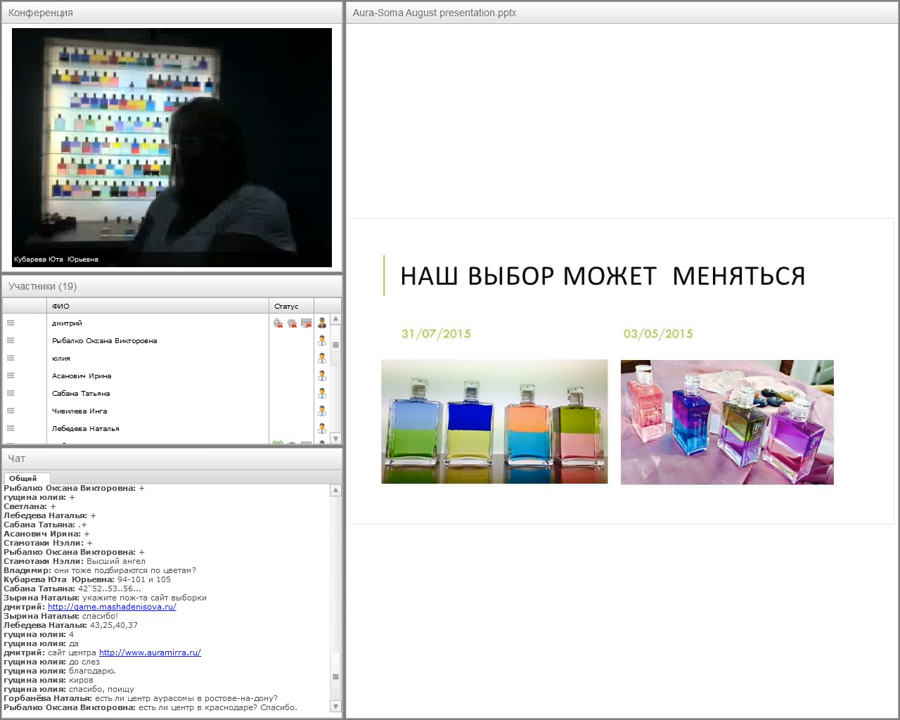 Конференция
Кубарева Юта Юрьевна
Участники (19)
ФИО
Статус
дмитрий
Рыбалко Оксана Викторовна
юлия
Асанович Ирина
Сабана Татьяна
Чивилева Инга
Лебедева Наталья
Чат
Общий
Рыбалко Оксана Викторовна: +
гущина юлия: +
Светлана: +
Лебедева Наталья: +
Сабана Татьяна: .+
Асанович Ирина: +
Стамотаки Нэлли: +
Рыбалко Оксана Викторовна: +
Стамотаки Нэлли: Высший ангел
Владимир: они тоже подбираются по цветам?
Кубарева Юта Юрьевна: 94-101 и 105
Сабана Татьяна: 42"52..53..56...
Зырина Наталья: укажите пож-та сайт выборки
дмитрий: http://game.mashadenisova.ru/
Зырина Наталья: спасибо!
Лебедева Наталья: 43,25,40,37
гущина юлия: 4
гущина юлия: да
дмитрий: сайт центра http://www.auramirra.ru/
гущина юлия: до слез
гущина юлия: благодарю.
гущина юлия: киров
гущина юлия: спасибо, поищу
Горбанёва Наталья: есть ли центр аурасомы в ростове-на-дону?
Рыбалко Оксана Викторовна: есть ли центр в краснодаре? Спасибо.
Aura-Soma August presentation.pptx
НАШ ВЫБОР МОЖЕТ МЕНЯТЬСЯ
31/07/2015
03/05/2015